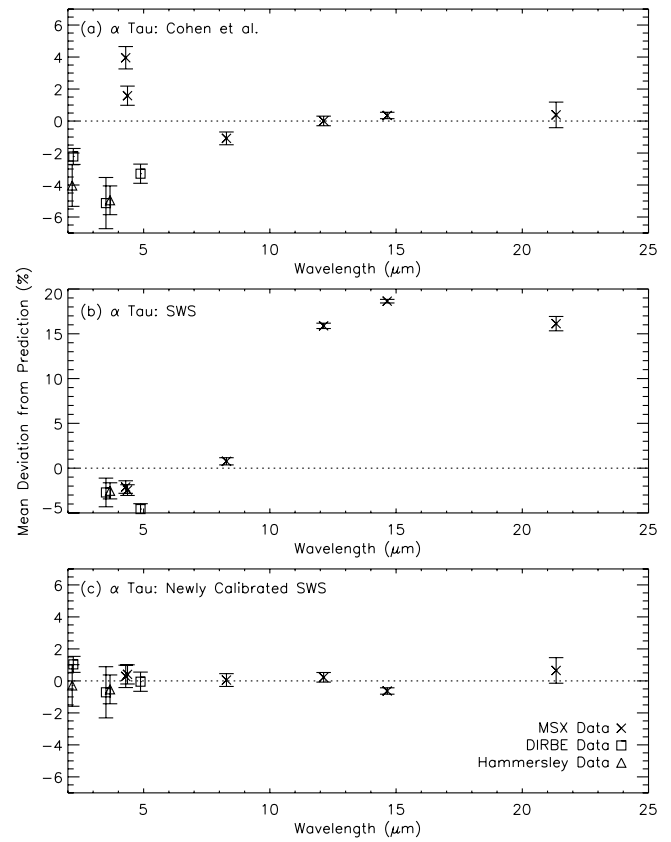 6
(a) α Tau: Cohen et al.
4
2
0
−2
−4
−6
5 10 15 20 25
Wavelength (μm)
Mean Deviation from Prediction (%)
20
(b) α Tau: SWS
15
10
5
0
−5
5 10 15 20 25
Wavelength (μm)
6
(c) α Tau: Newly Calibrated SWS
4
2
0
−2
−4
−6
MSX Data
DIRBE Data
Hammersley Data
5 10 15 20 25
Wavelength (μm)